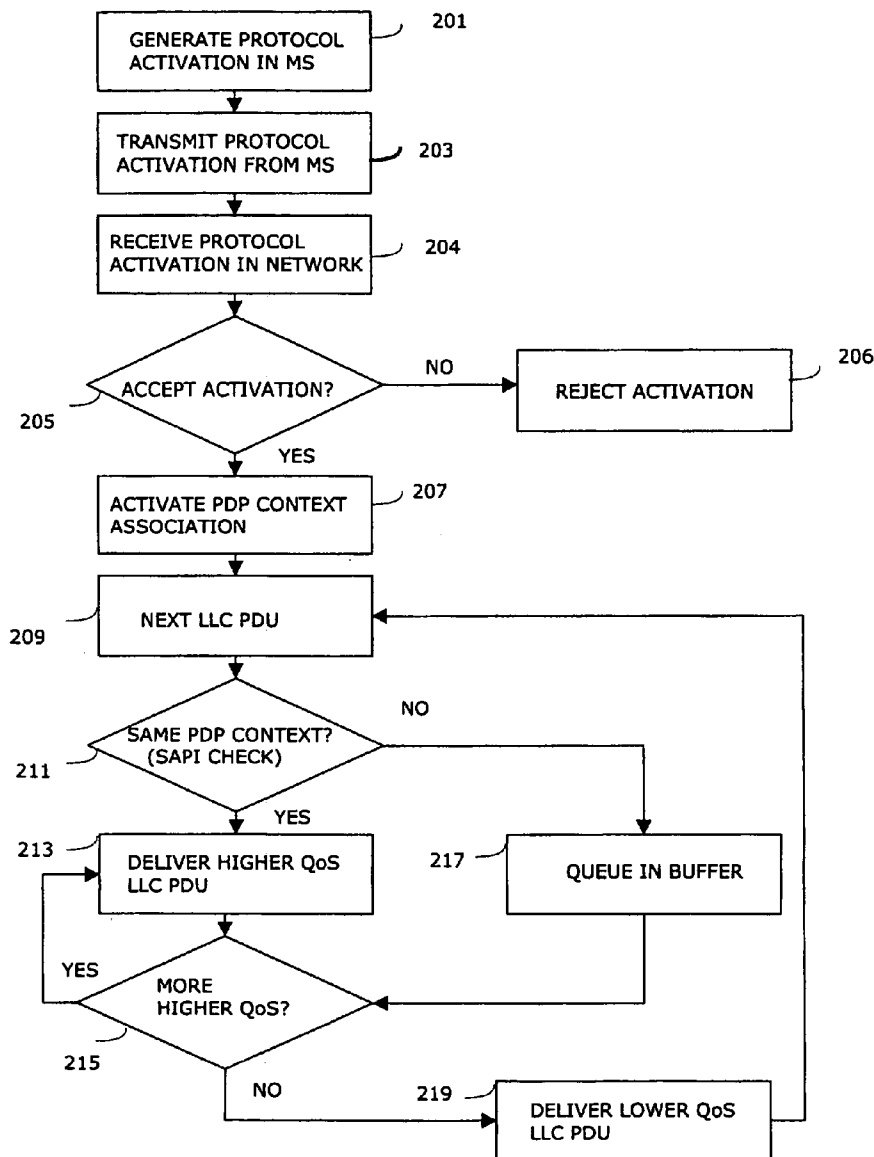 GENERATE PROTOCOL
ACTIVATION IN MS
201
TRANSMIT PROTOCOL
ACTIVATION FROM MS
203
RECEIVE PROTOCOL
ACTIVATION IN NETWORK
204
ACCEPT ACTIVATION?
205
NO
REJECT ACTIVATION
206
YES
ACTIVATE PDP CONTEXT
ASSOCIATION
207
NEXT LLC PDU
209
SAME PDP CONTEXT?
(SAPI CHECK)
211
NO
YES
213
DELIVER HIGHER QoS
LLC PDU
217
QUEUE IN BUFFER
YES
MORE
HIGHER QoS?
215
NO
219
DELIVER LOWER QoS
LLC PDU